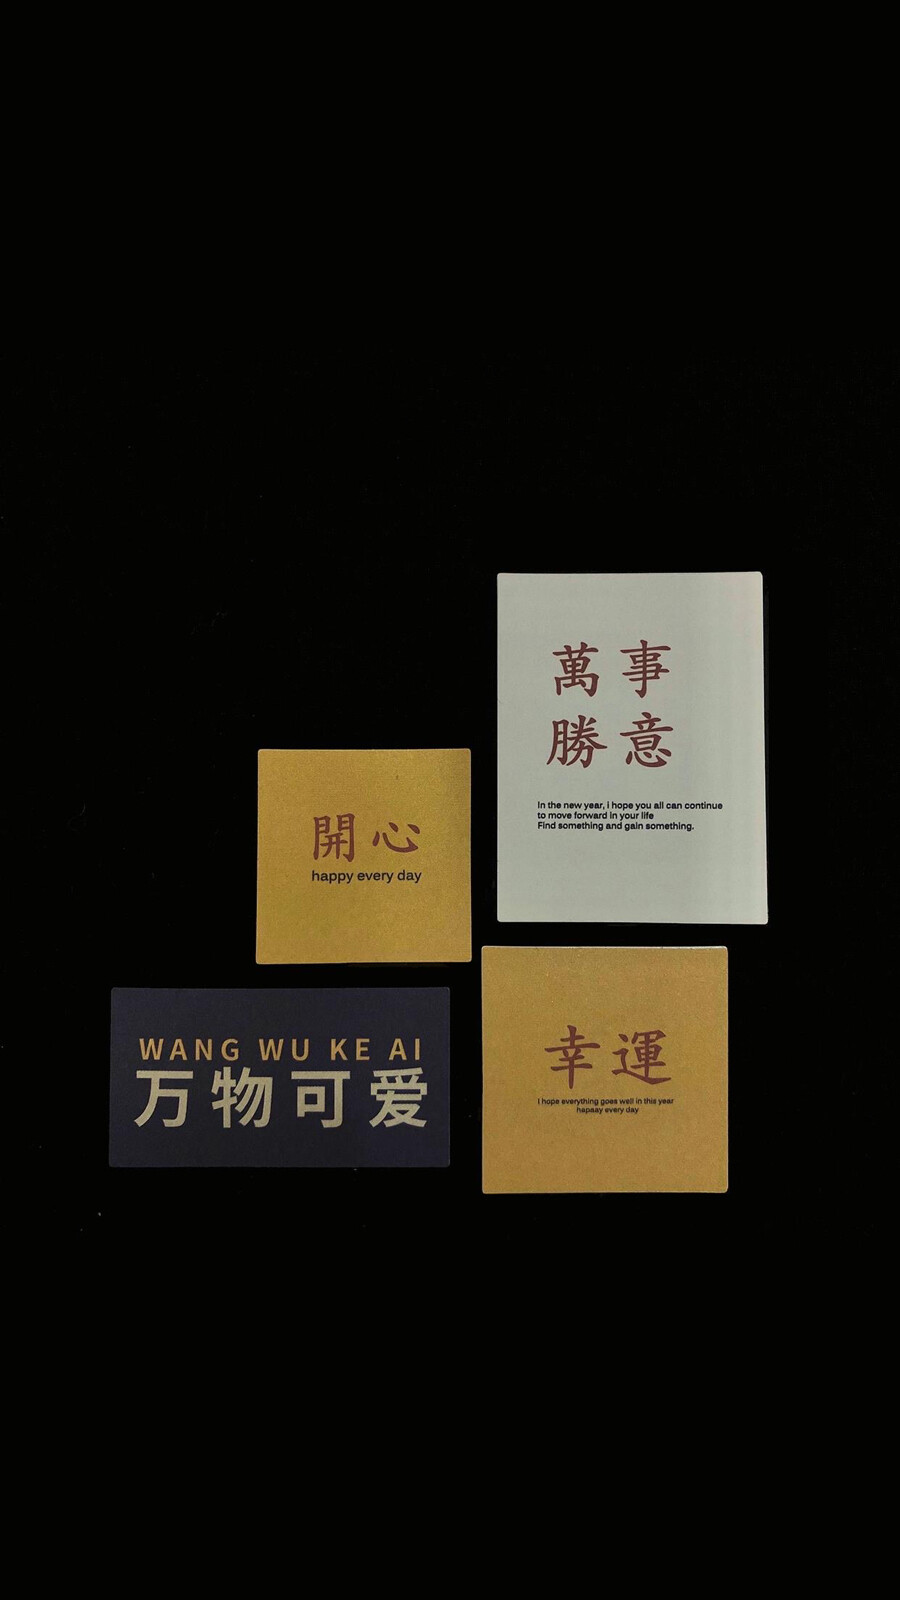 萬事
勝意
In the new year, i hope you all can continue
to move forward in your life
Find something and gain something.
開心
happy every day
WANG WU KE AI
万物可爱
幸運
I hope everything goes well in this year
hapaay every day